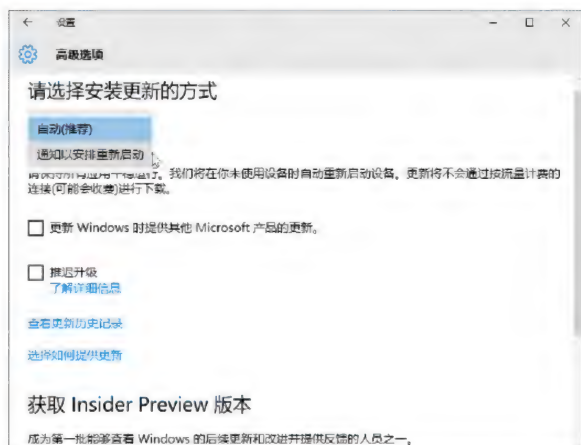 设置
高级选项
请选择安装更新的方式
自动(推荐)
通知以安排重新启动
平稳运行。我们将在你未使用设备时自动重新启动设备。更新将不会通过按流量计费的
连接(可能会收费)进行下载。
更新 Windows 时提供其他 Microsoft 产品的更新。
推迟升级
了解详细信息
查看更新历史记录
选择如何提供更新
获取 Insider Preview 版本
成为第一批能够查看 Windows 的后续更新和改进并提供反馈的人员之一。